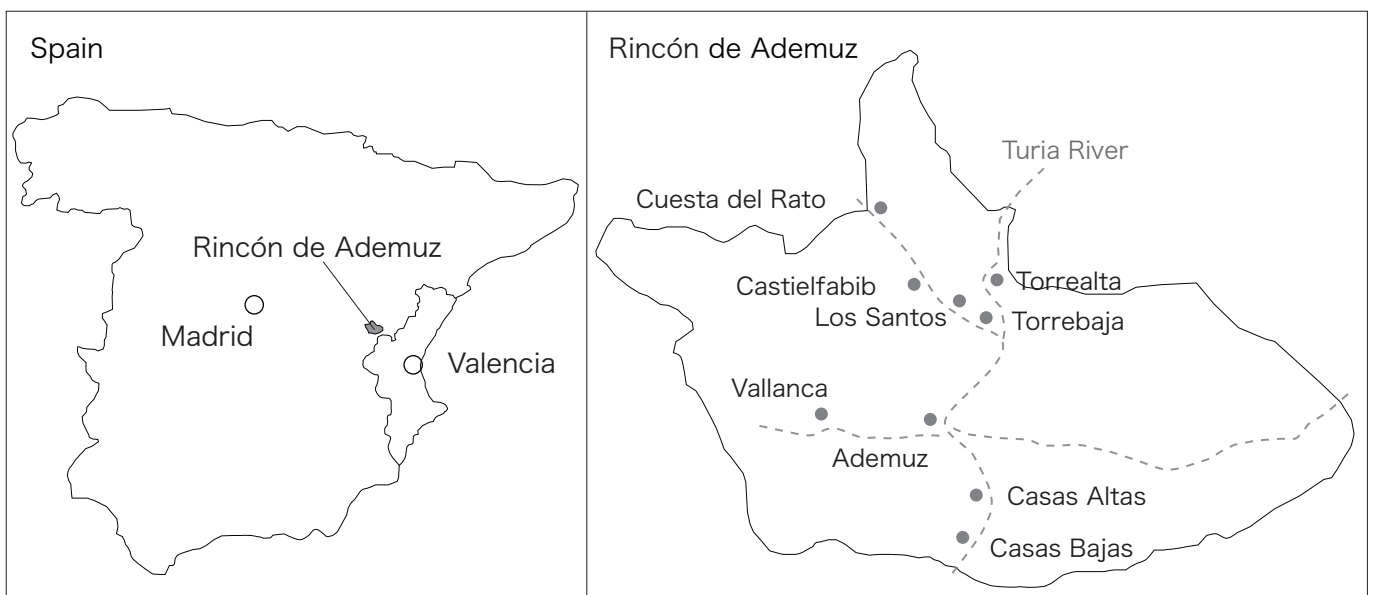 Spain
Rincón de Ademuz
Madrid
Valencia
Rincón de Ademuz
Turia River
Cuesta del Rato
Castielfabib
Torrealta
Los Santos
Torrebaja
Vallanca
Ademuz
Casas Altas
Casas Bajas